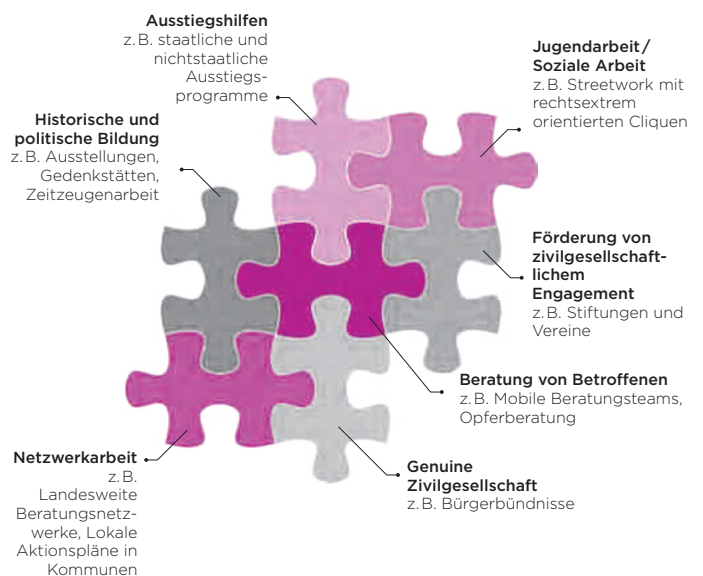 Ausstiegshilfen
z. B. staatliche und
nichtstaatliche
Ausstiegs-
programme
Jugendarbeit /
Soziale Arbeit
z. B. Streetwork mit
rechtsextrem
orientierten Cliquen
Historische und
politische Bildung
z. B. Ausstellungen,
Gedenkstätten,
Zeitzeugenarbeit
Förderung von
zivilgesellschaft-
lichem
Engagement
z. B. Stiftungen und
Vereine
Beratung von Betroffenen
z. B. Mobile Beratungsteams,
Opferberatung
Netzwerkarbeit
z. B.
Landesweite
Beratungsnetz-
werke, Lokale
Aktionspläne in
Kommunen
Genuine
Zivilgesellschaft
z. B. Bürgerbündnisse